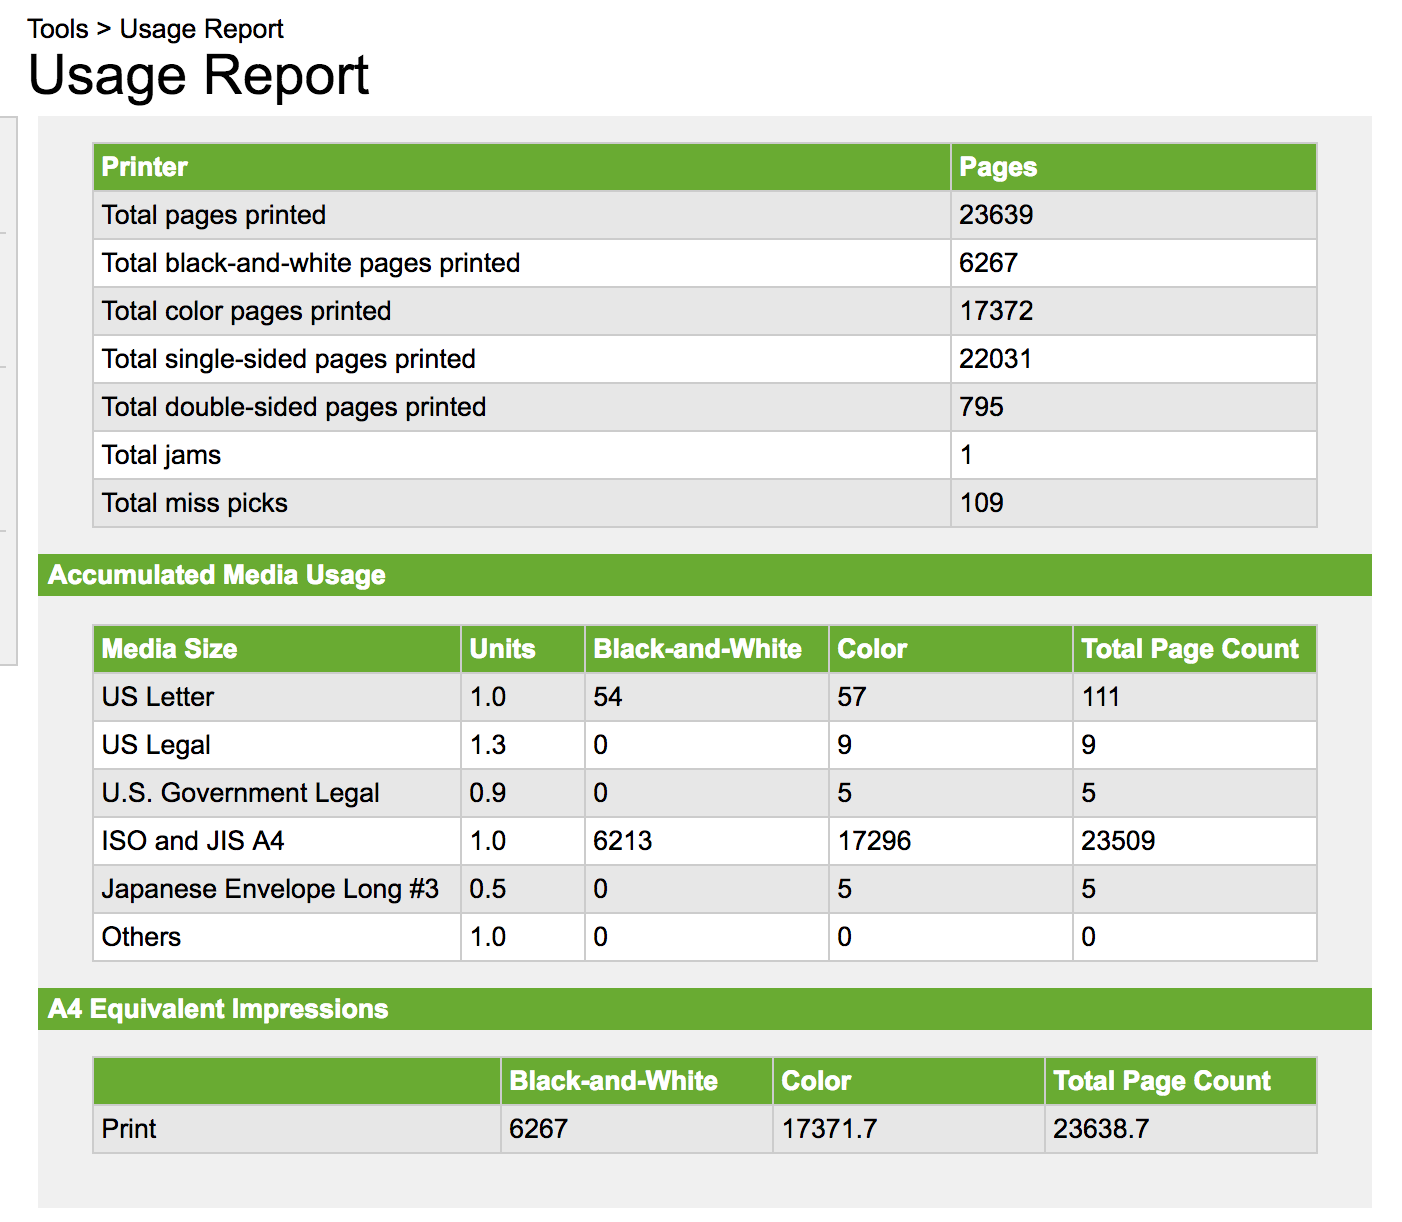 Tools > Usage Report
Usage Report
Printer Pages
Total pages printed 23639
Total black-and-white pages printed 6267
Total color pages printed 17372
Total single-sided pages printed 22031
Total double-sided pages printed 795
Total jams 1
Total miss picks 109
Accumulated Media Usage
Media Size Units Black-and-White Color Total Page Count
US Letter 1.0 54 57 111
US Legal 1.3 0 9 9
U.S. Government Legal 0.9 0 5 5
ISO and JIS A4 1.0 6213 17296 23509
Japanese Envelope Long #3 0.5 0 5 5
Others 1.0 0 0 0
A4 Equivalent Impressions
Black-and-White Color Total Page Count
Print 6267 17371.7 23638.7